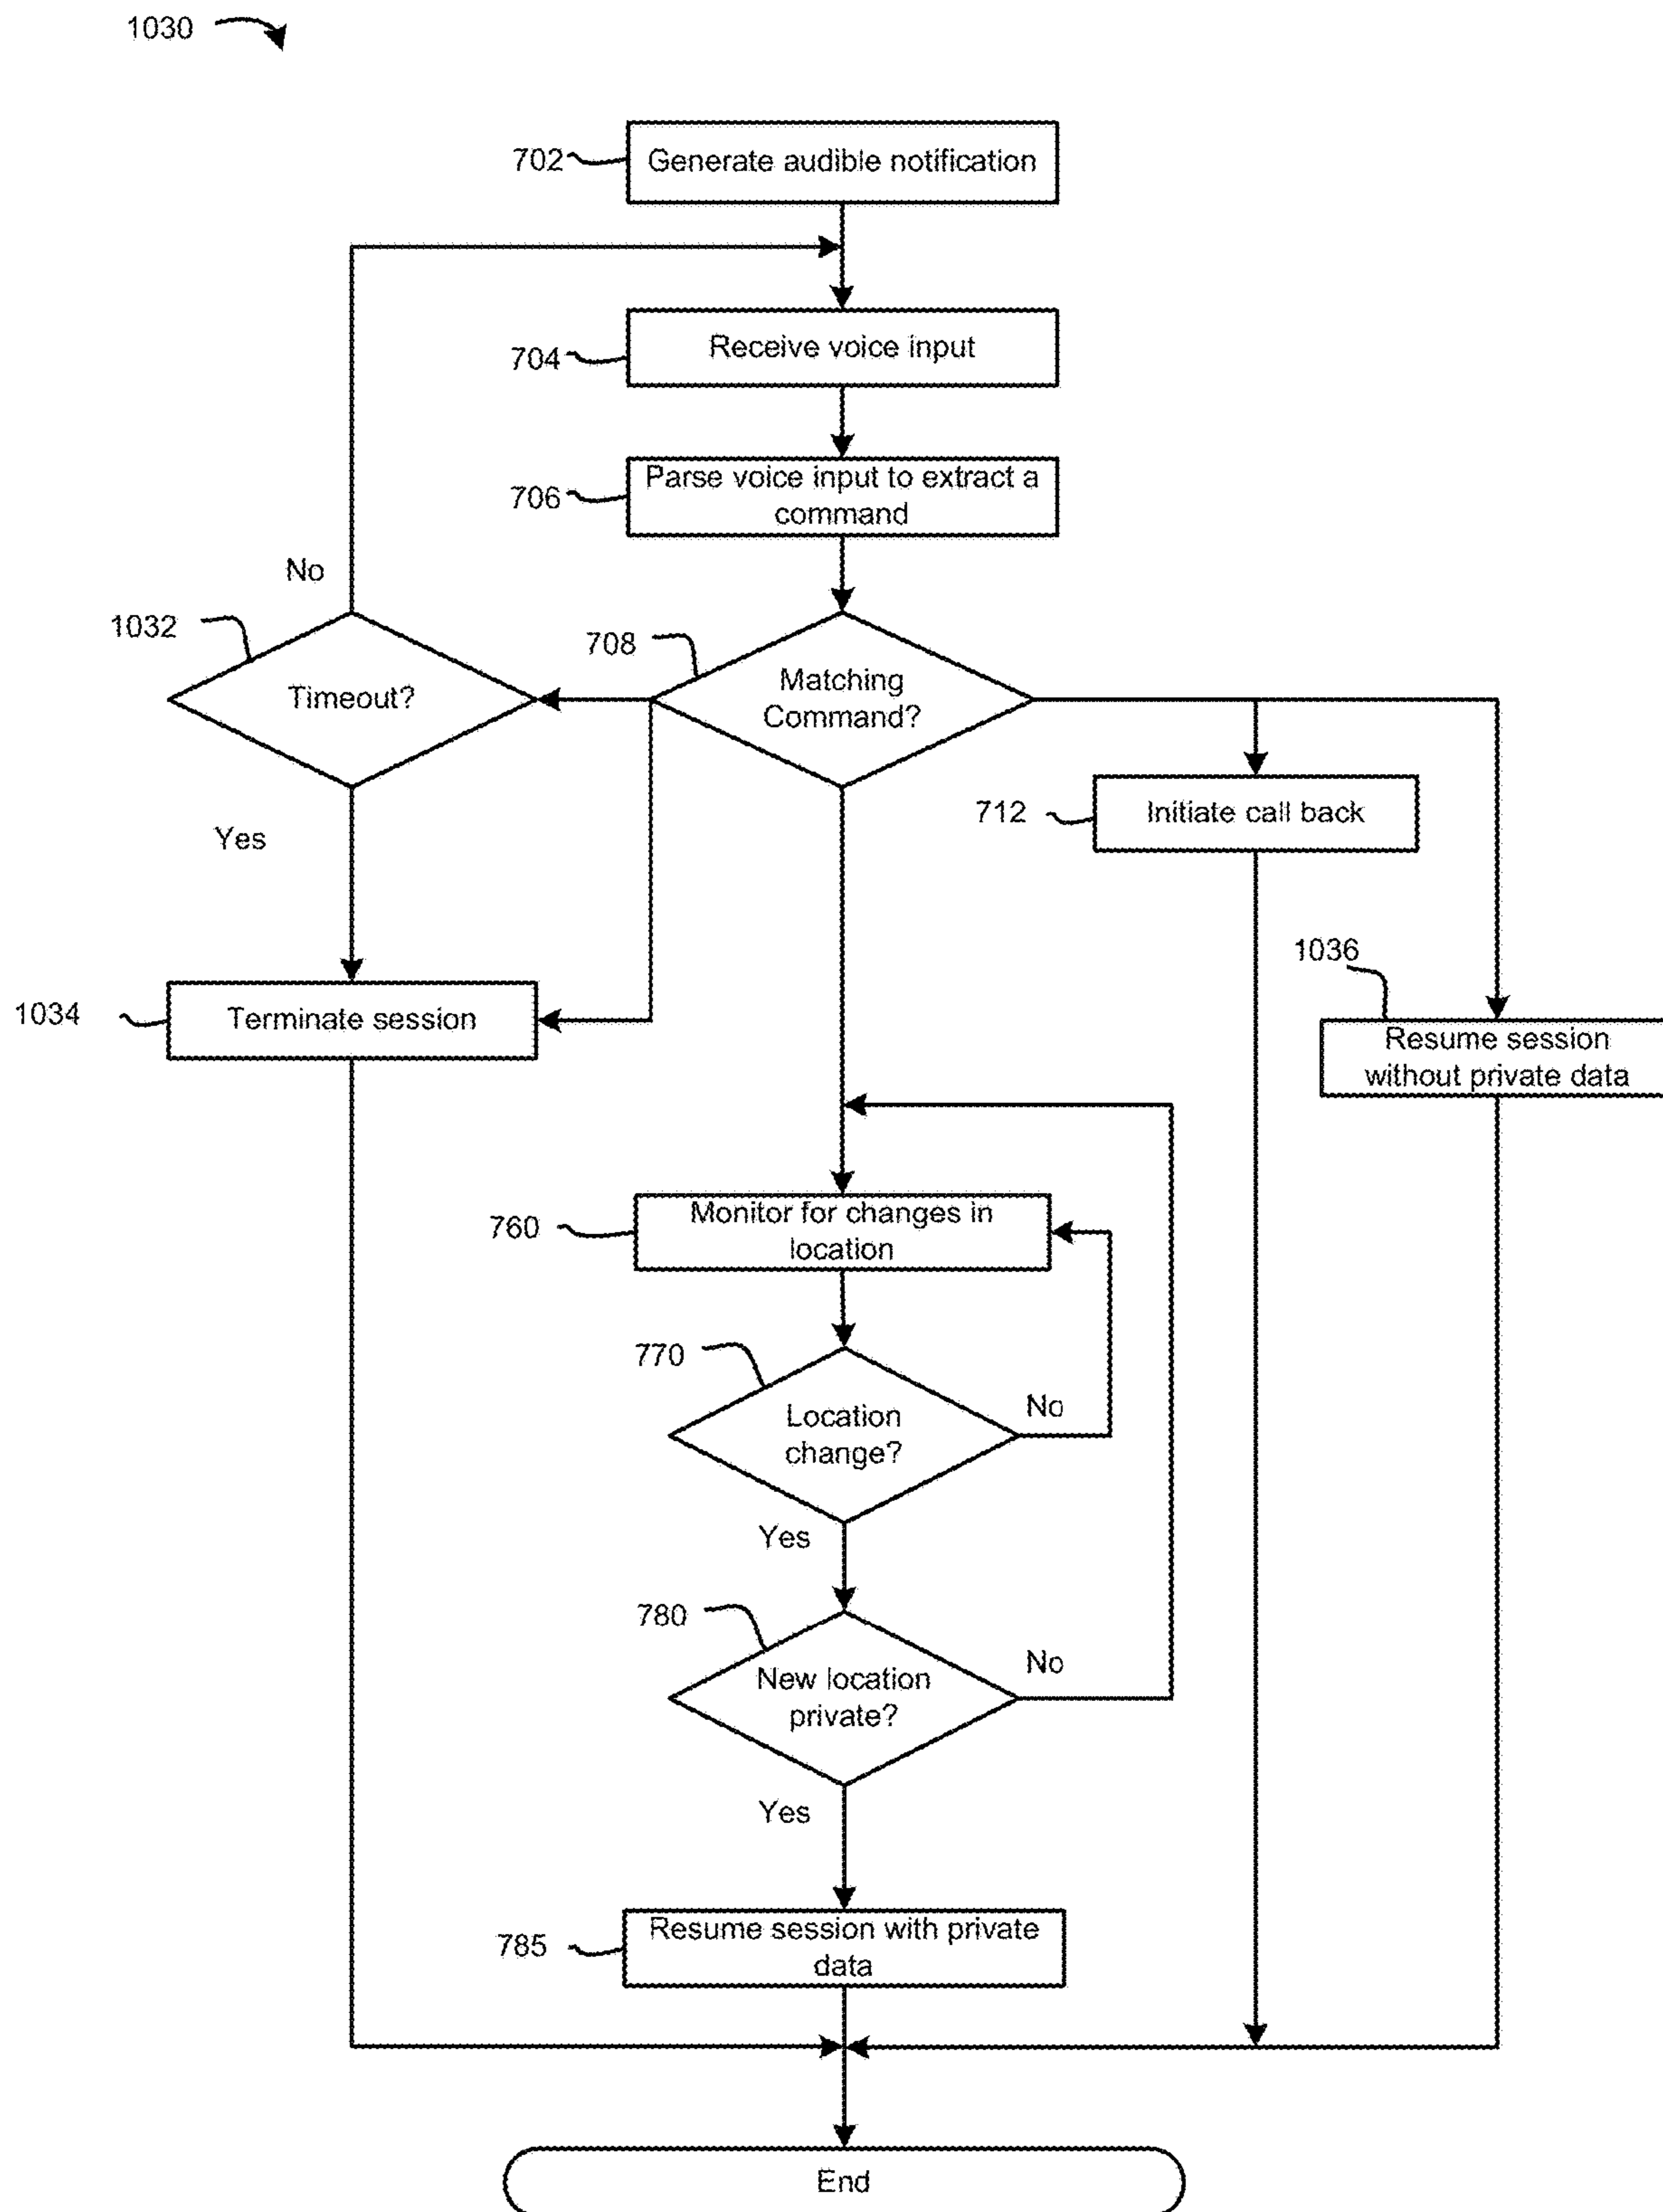 1030
702
Generate audible notification
704
Receive voice input
706
Parse voice input to extract a
command
No
1032
Timeout?
708
Matching
Command?
Yes
712
Initiate call back
1034
Terminate session
1036
Resume session
without private data
760
Monitor for changes in
location
770
Location
change?
No
Yes
780
New location
private?
No
Yes
785
Resume session with private
data
End